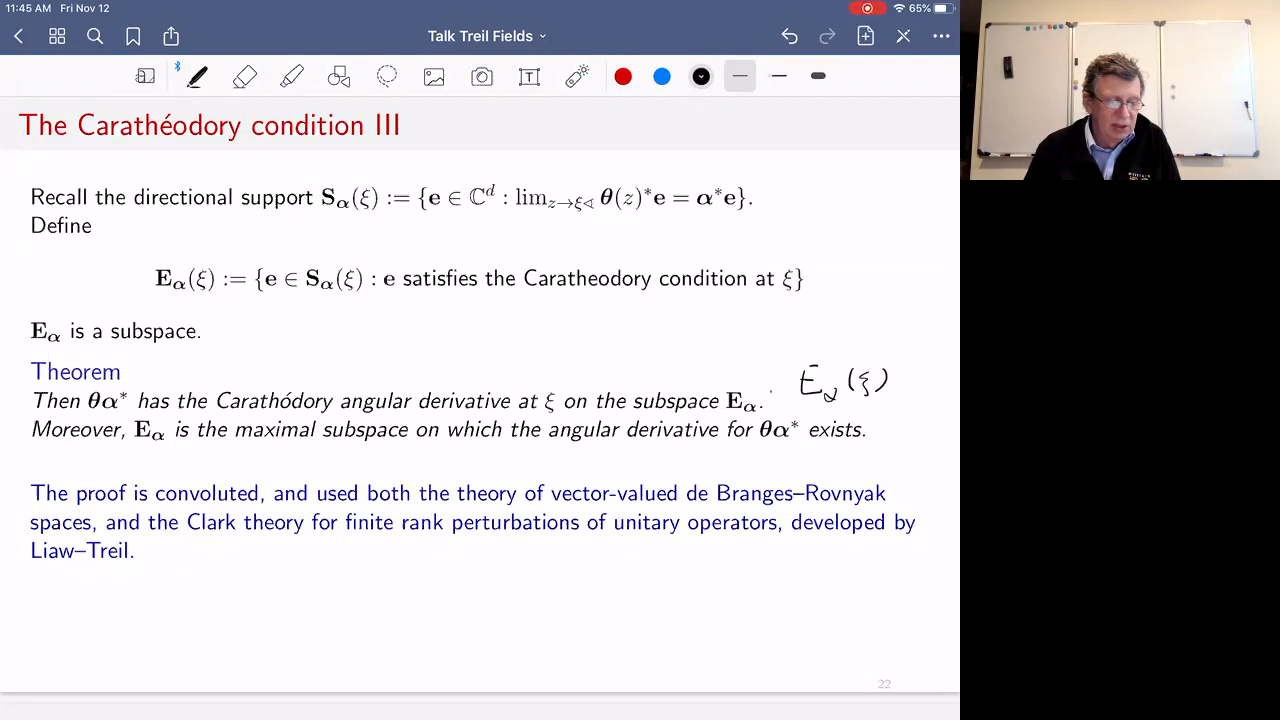 11:45 AM Fri Nov 12
65%
Talk Treil Fields
T
The Carathéodory condition III
Recall the directional support S_α(ξ) := {e ∈ ℂ^d : lim_{z→ξ∢} θ(z)*e = α*e}.
Define
E_α(ξ) := {e ∈ S_α(ξ) : e satisfies the Caratheodory condition at ξ}
E_α is a subspace.
Theorem
Then θα* has the Carathódory angular derivative at ξ on the subspace E_α. E_α(ξ)
Moreover, E_α is the maximal subspace on which the angular derivative for θα* exists.
The proof is convoluted, and used both the theory of vector-valued de Branges–Rovnyak
spaces, and the Clark theory for finite rank perturbations of unitary operators, developed by
Liaw–Treil.
22